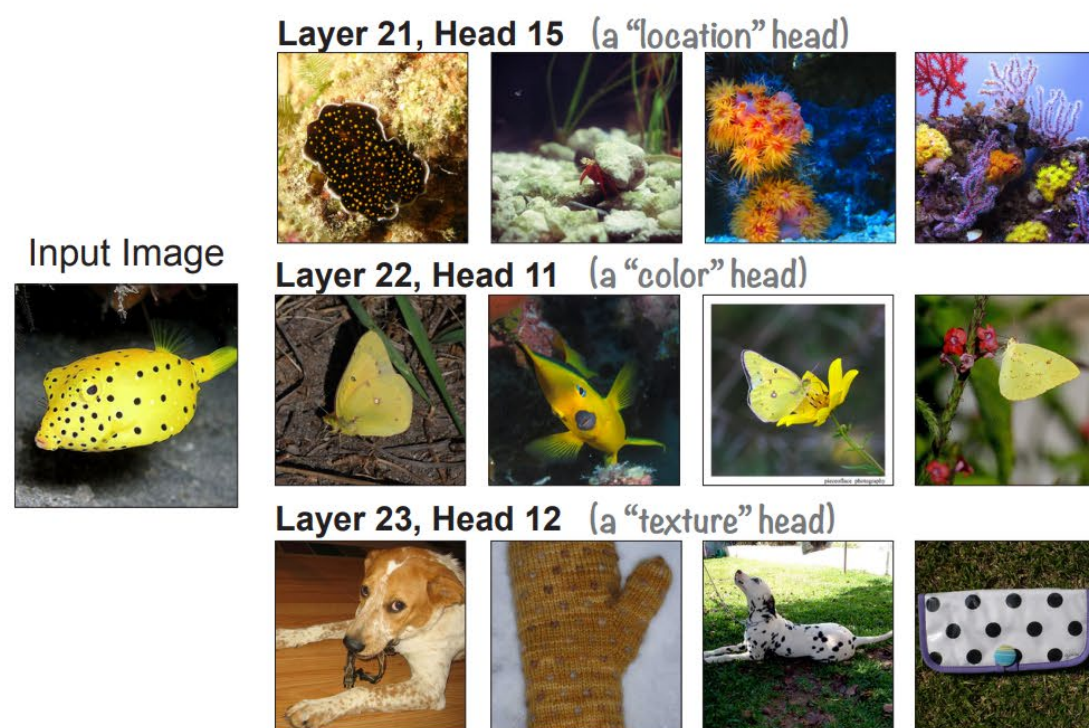 Layer 21, Head 15 (a “location” head)
Input Image
Layer 22, Head 11 (a “color” head)
Layer 23, Head 12 (a “texture” head)